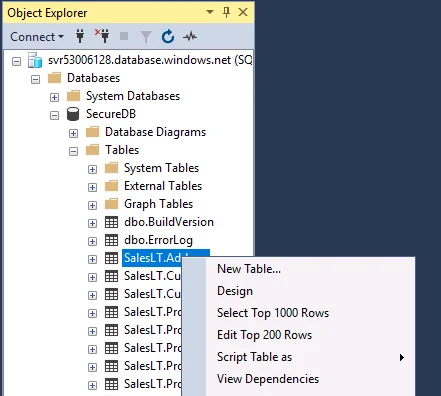 Object Explorer
Connect
svr53006128.database.windows.net (SQ
Databases
System Databases
SecureDB
Database Diagrams
Tables
System Tables
External Tables
Graph Tables
dbo.BuildVersion
dbo.ErrorLog
SalesLT.Add
SalesLT.Cu
SalesLT.Cu
SalesLT.Pro
SalesLT.Pro
SalesLT.Pro
SalesLT.Pro
SalesLT.Pro
New Table...
Design
Select Top 1000 Rows
Edit Top 200 Rows
Script Table as
View Dependencies